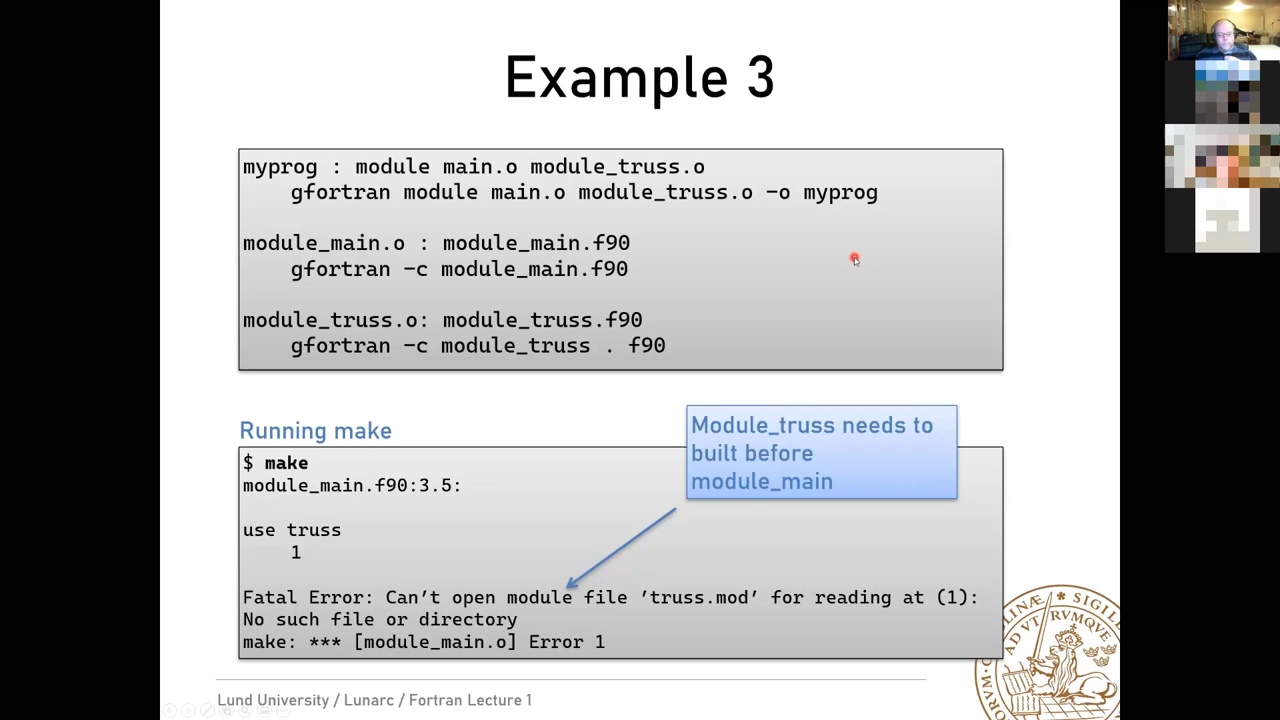 Example 3
myprog : module main.o module_truss.o
gfortran module main.o module_truss.o -o myprog
module_main.o : module_main.f90
gfortran -c module_main.f90
module_truss.o: module_truss.f90
gfortran -c module_truss . f90
Running make
$ make
module_main.f90:3.5:
use truss
1
Fatal Error: Can't open module file 'truss.mod' for reading at (1):
No such file or directory
make: *** [module_main.o] Error 1
Module_truss needs to
built before
module_main
Lund University / Lunarc / Fortran Lecture 1